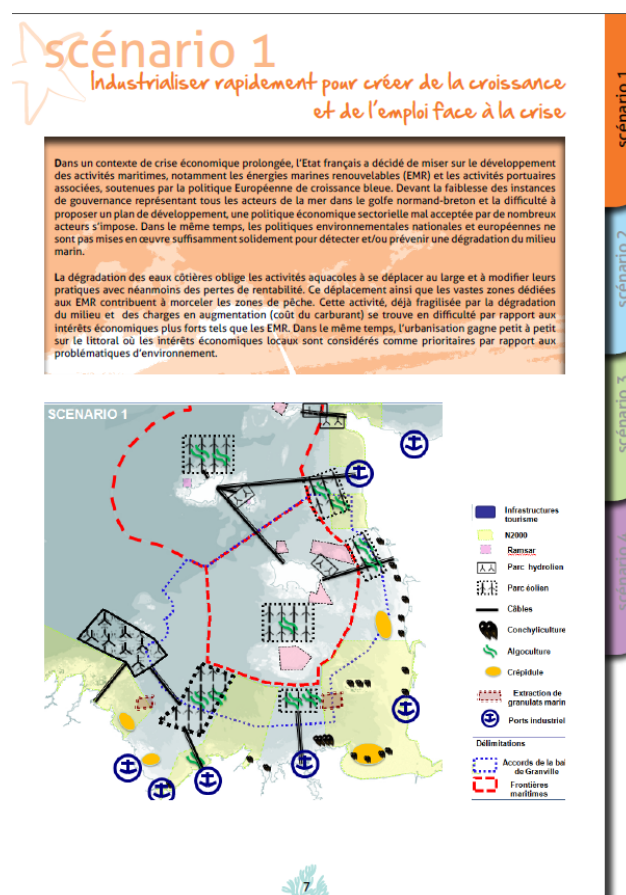 scénario 1
Industrialiser rapidement pour créer de la croissance
et de l'emploi face à la crise
Dans un contexte de crise économique prolongée, l'Etat français a décidé de miser sur le développement
des activités maritimes, notamment les énergies marines renouvelables (EMR) et les activités portuaires
associées, soutenues par la politique Européenne de croissance bleue. Devant la faiblesse des instances
de gouvernance représentant tous les acteurs de la mer dans le golfe normand-breton et la difficulté à
proposer un plan de développement, une politique économique sectorielle mal acceptée par de nombreux
acteurs s'impose. Dans le même temps, les politiques environnementales nationales et européennes ne
sont pas mises en œuvre suffisamment solidement pour détecter et/ou prévenir une dégradation du milieu
marin.
La dégradation des eaux côtières oblige les activités aquacoles à se déplacer au large et à modifier leurs
pratiques avec néanmoins des pertes de rentabilité. Ce déplacement ainsi que les vastes zones dédiées
aux EMR contribuent à morceler les zones de pêche. Cette activité, déjà fragilisée par la dégradation
du milieu et des charges en augmentation (coût du carburant) se trouve en difficulté par rapport aux
intérêts économiques plus forts tels que les EMR. Dans le même temps, l'urbanisation gagne petit à petit
sur le littoral où les intérêts économiques locaux sont considérés comme prioritaires par rapport aux
problématiques d'environnement.
SCENARIO 1
Infrastructures
tourisme
N2000
Ramsar
Parc hydrolien
Parc éolien
Câbles
Conchyliculture
Algoculture
Crépidule
Extraction de
granulats marin
Ports industriel
Délimitations
Accords de la bai
de Granville
Frontières
maritimes
scénario 1
scénario 2
scénario 3
scénario 4
7